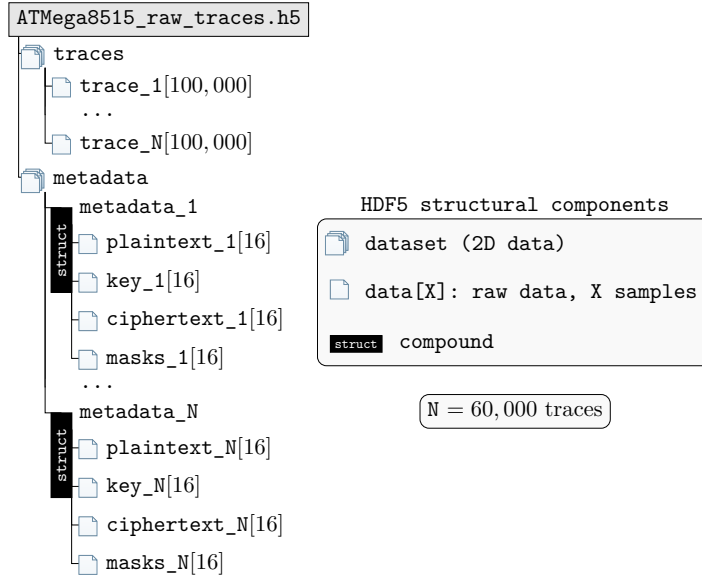 ATMega8515_raw_traces.h5
traces
trace_1[100, 000]
...
trace_N[100, 000]
metadata
metadata_1
struct
plaintext_1[16]
key_1[16]
ciphertext_1[16]
masks_1[16]
...
metadata_N
struct
plaintext_N[16]
key_N[16]
ciphertext_N[16]
masks_N[16]
HDF5 structural components
dataset (2D data)
data[X]: raw data, X samples
struct compound
N = 60, 000 traces